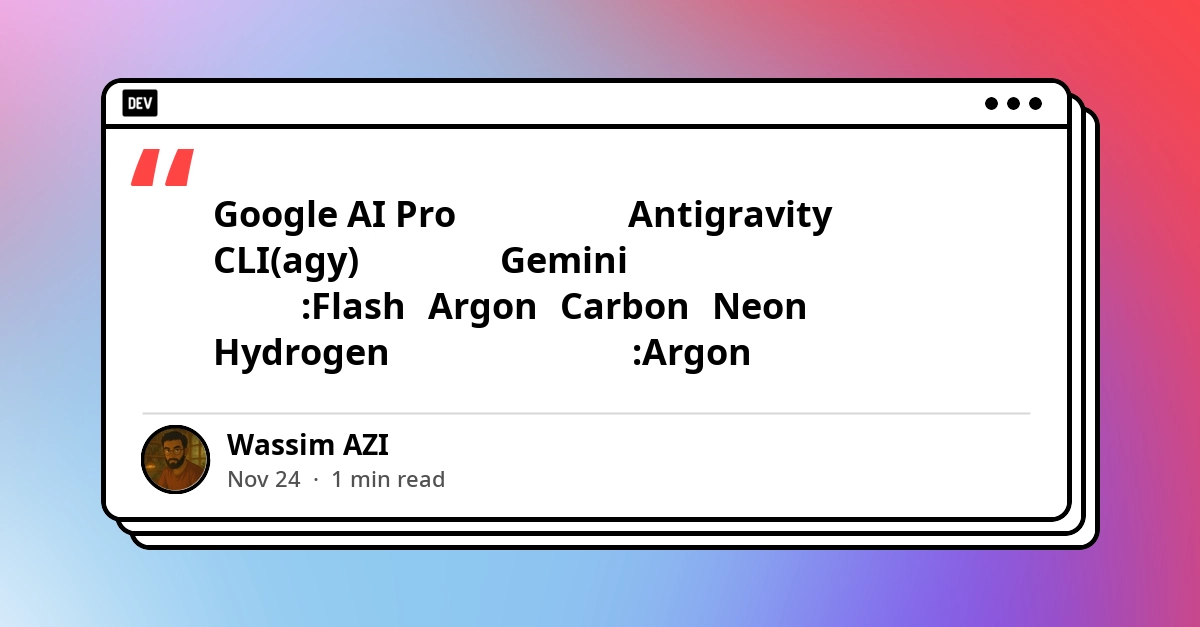 DEV
Google AI Pro Antigravity
CLI(agy) Gemini
:Flash Argon Carbon Neon
Hydrogen :Argon
Wassim AZI
Nov 24 · 1 min read